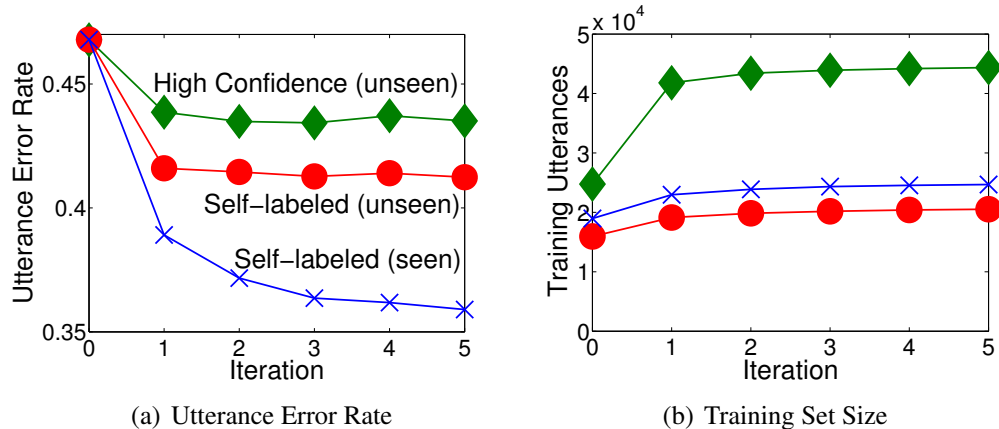 0.45
0.4
0.35
Utterance Error Rate
High Confidence (unseen)
Self-labeled (unseen)
Self-labeled (seen)
0 1 2 3 4 5
Iteration
(a) Utterance Error Rate
5 x 10^4
4
3
2
1
0
Training Utterances
0 1 2 3 4 5
Iteration
(b) Training Set Size